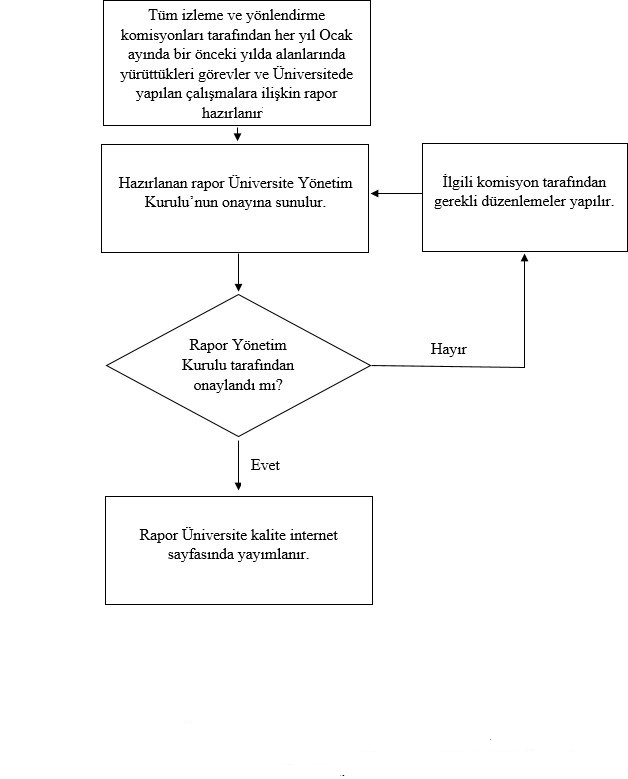 Tüm izleme ve yönlendirme
komisyonları tarafından her yıl Ocak
ayında bir önceki yılda alanlarında
yürüttükleri görevler ve Üniversitede
yapılan çalışmalara ilişkin rapor
hazırlanır
Hazırlanan rapor Üniversite Yönetim
Kurulu’nun onayına sunulur.
İlgili komisyon tarafından
gerekli düzenlemeler yapılır.
Rapor Yönetim
Kurulu tarafından
onaylandı mı?
Hayır
Evet
Rapor Üniversite kalite internet
sayfasında yayımlanır.